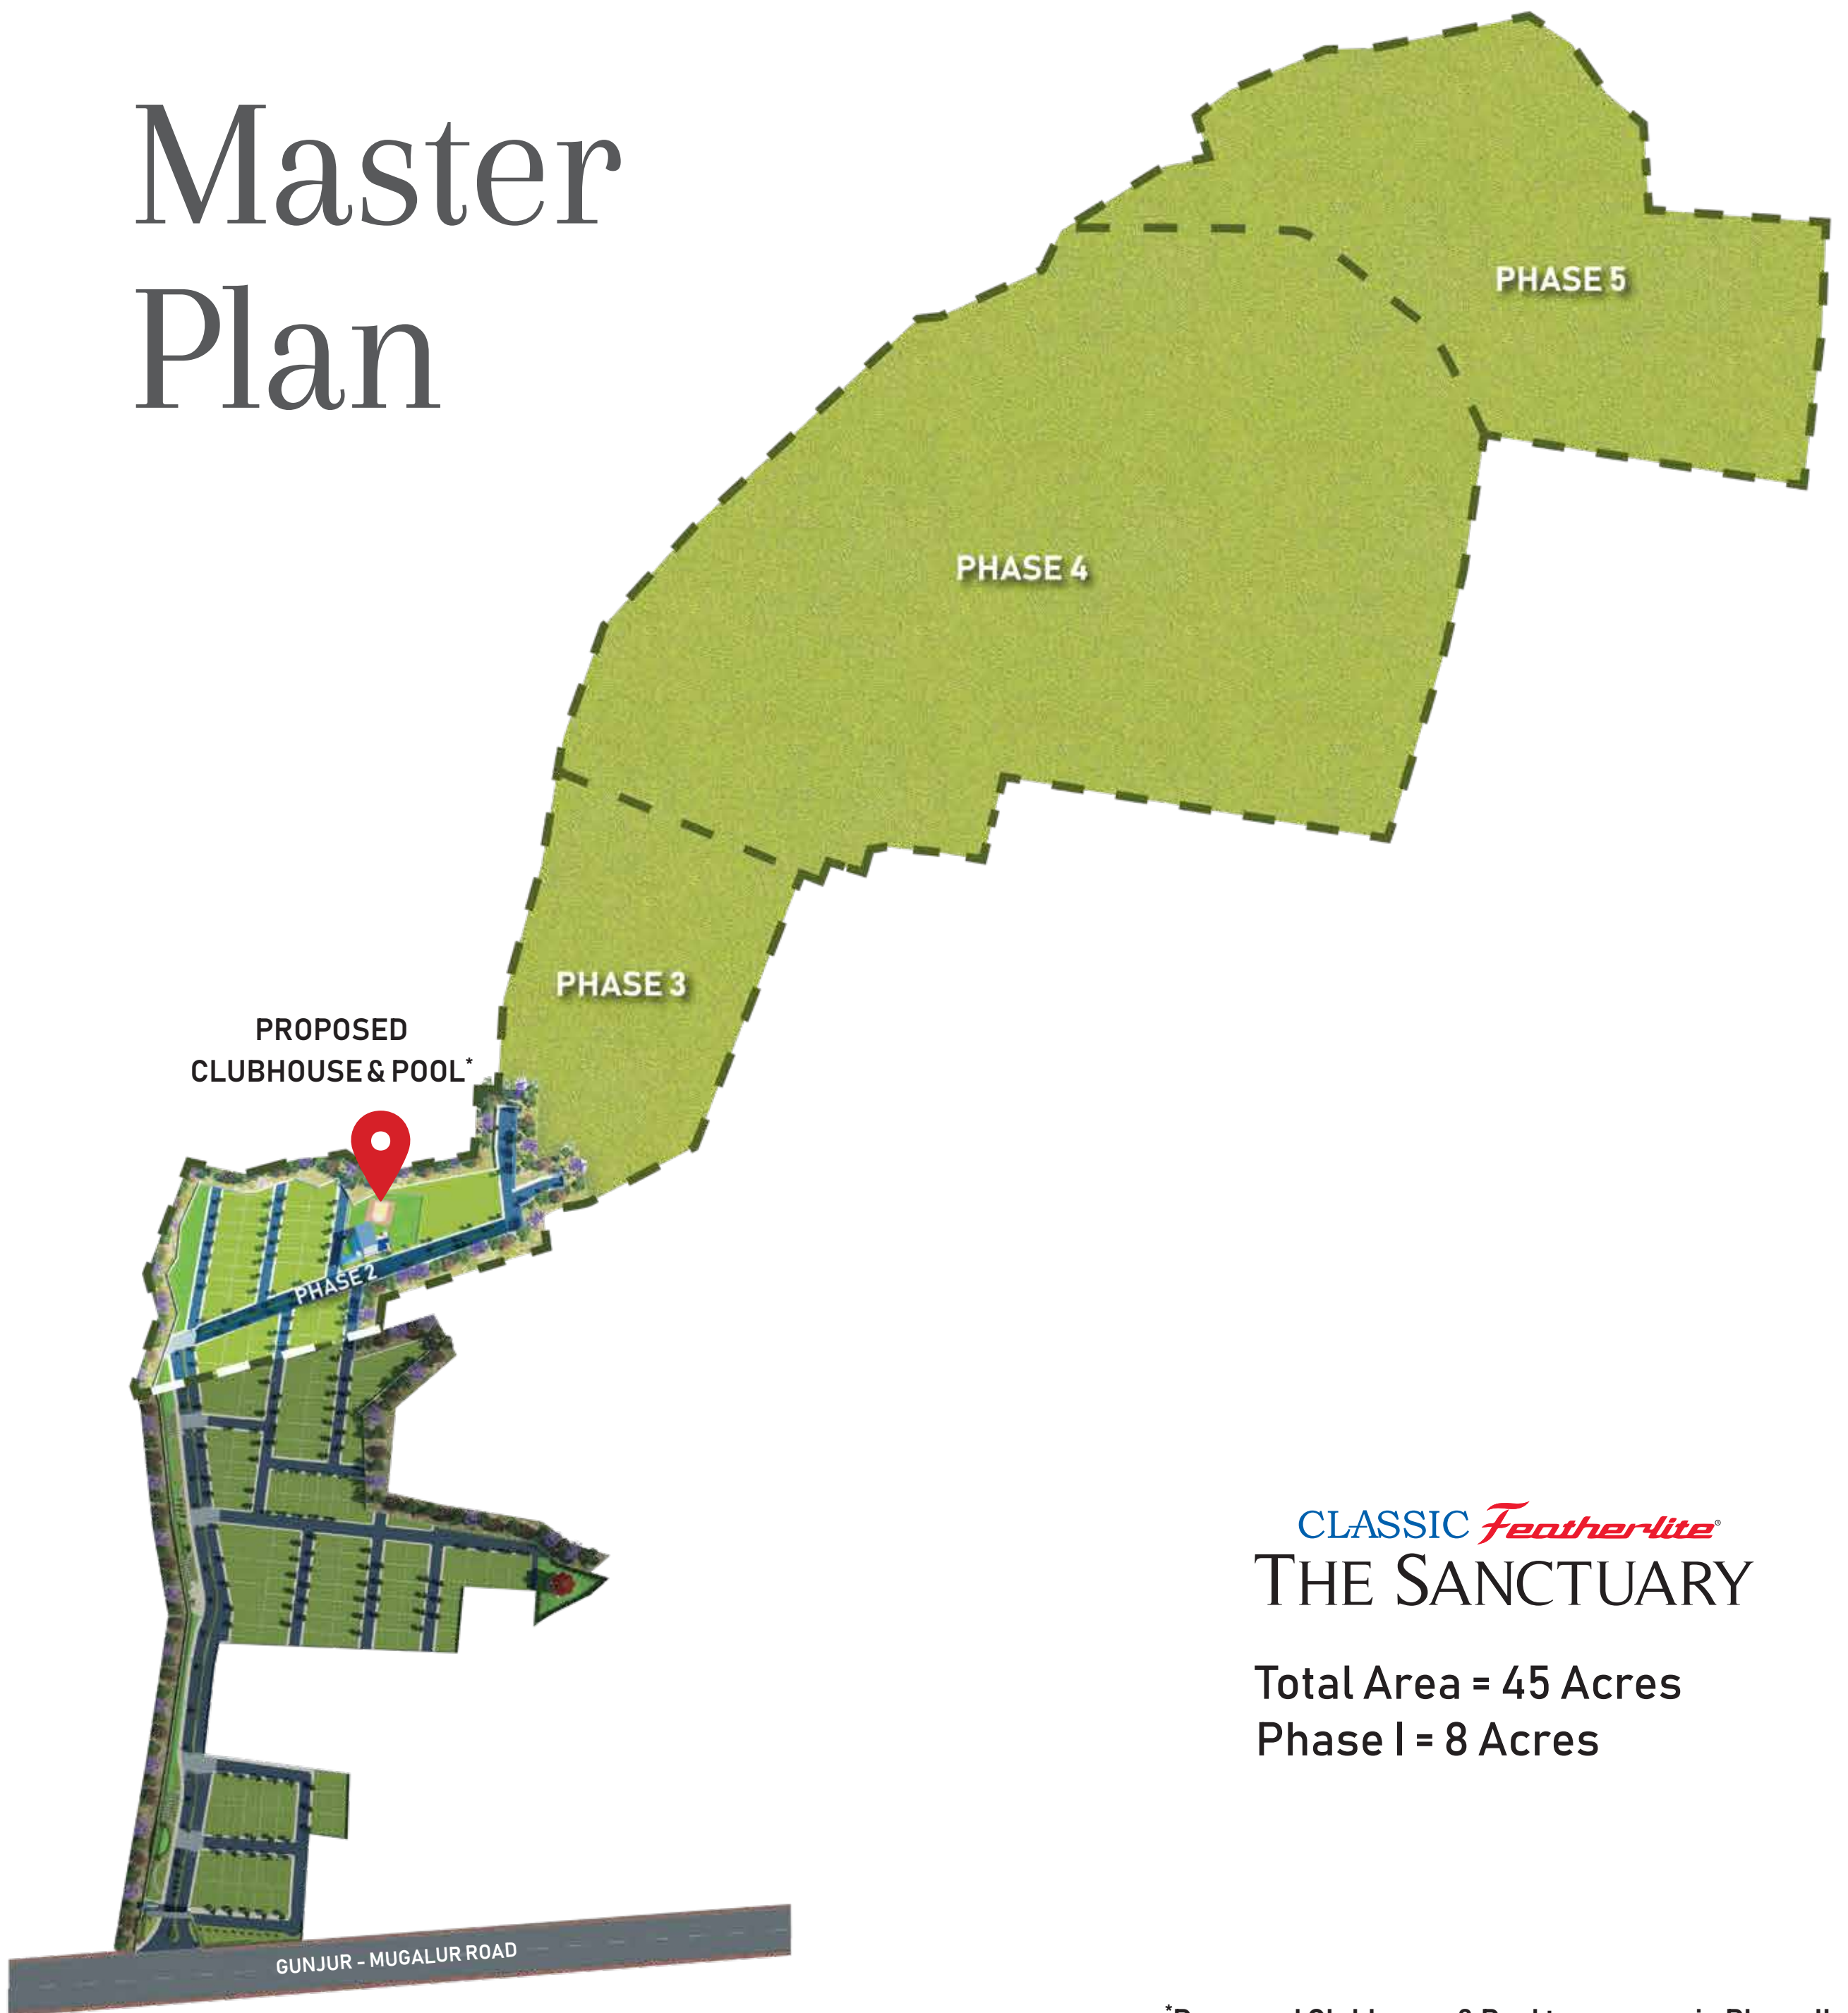 Master
Plan
PHASE 5
PHASE 4
PHASE 3
PROPOSED
CLUBHOUSE & POOL*
PHASE 2
CLASSIC Featherlite®
THE SANCTUARY
Total Area = 45 Acres
Phase I = 8 Acres
GUNJUR - MUGALUR ROAD